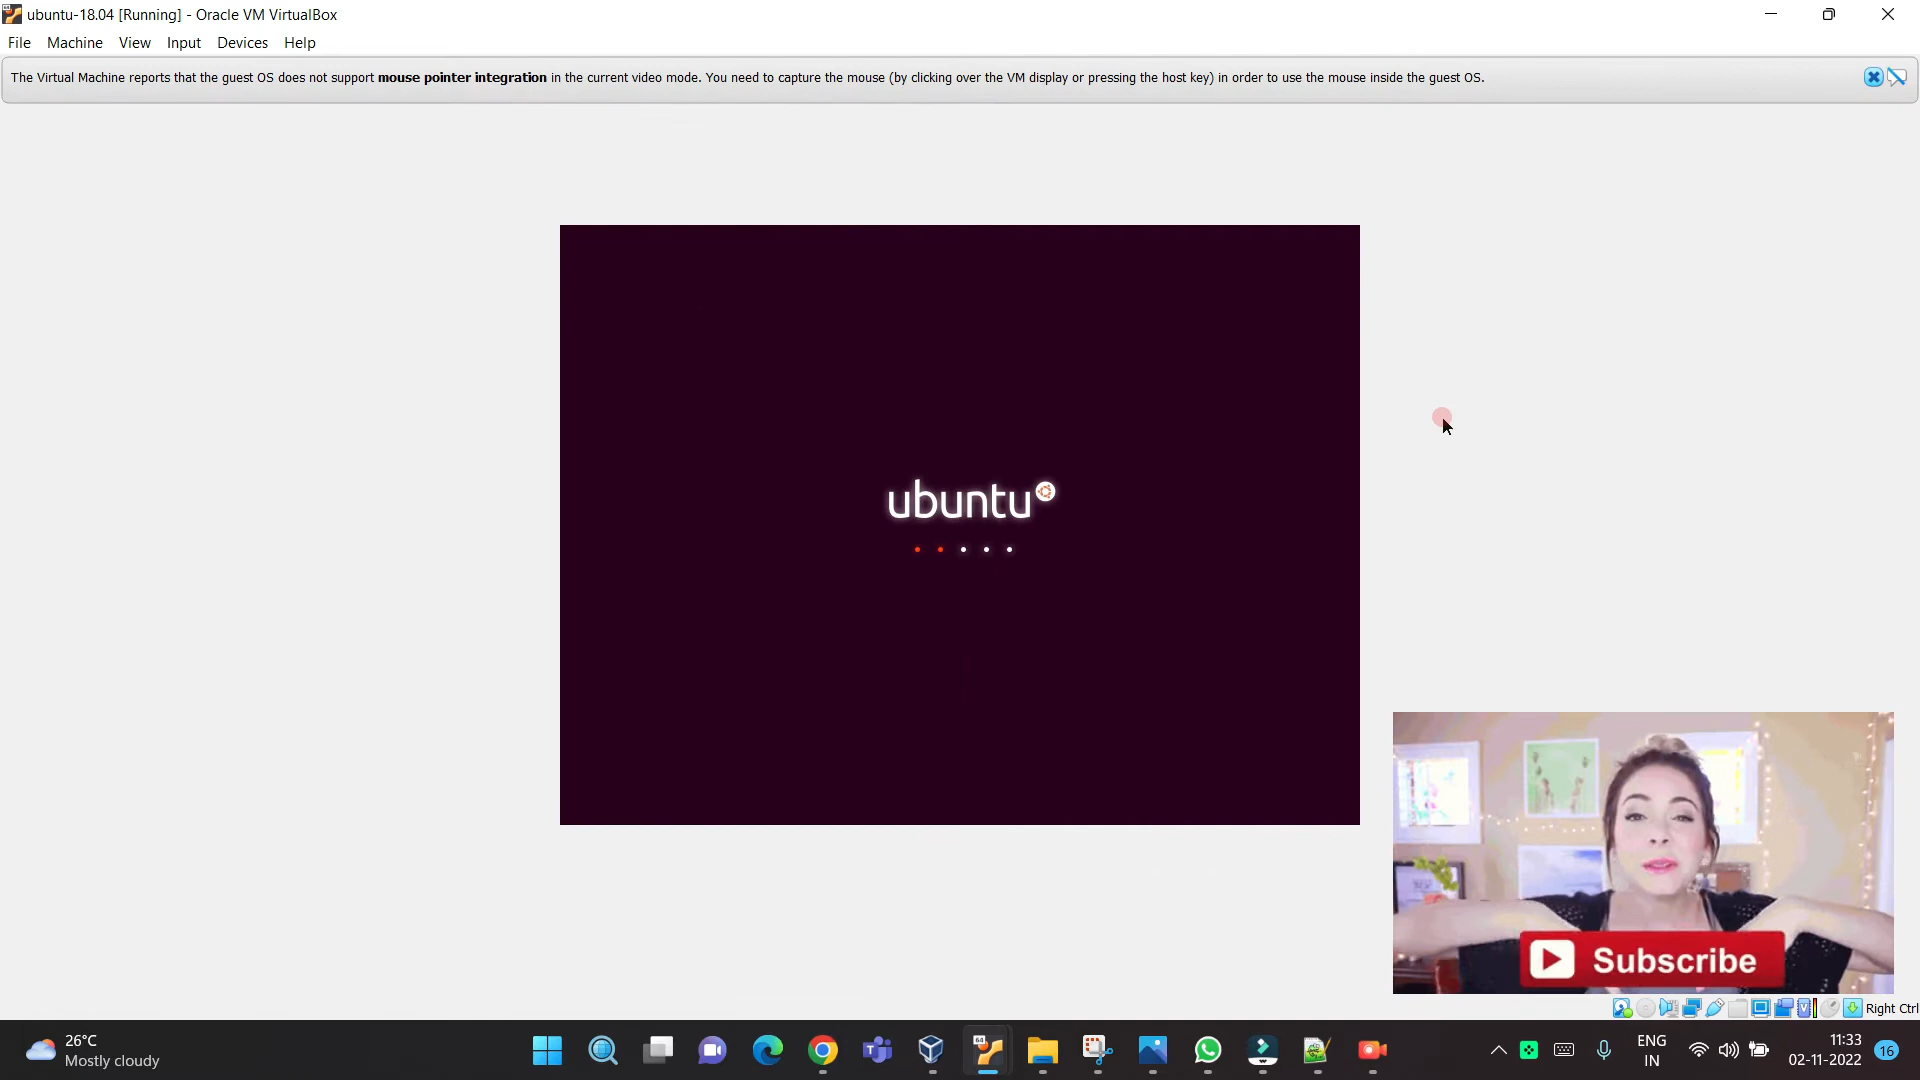 ubuntu-18.04 [Running] - Oracle VM VirtualBox
File Machine View Input Devices Help
The Virtual Machine reports that the guest OS does not support mouse pointer integration in the current video mode. You need to capture the mouse (by clicking over the VM display or pressing the host key) in order to use the mouse inside the guest OS.
ubuntu
Subscribe
Right Ctrl
26°C
Mostly cloudy
64
ENG
IN
11:33
02-11-2022
16